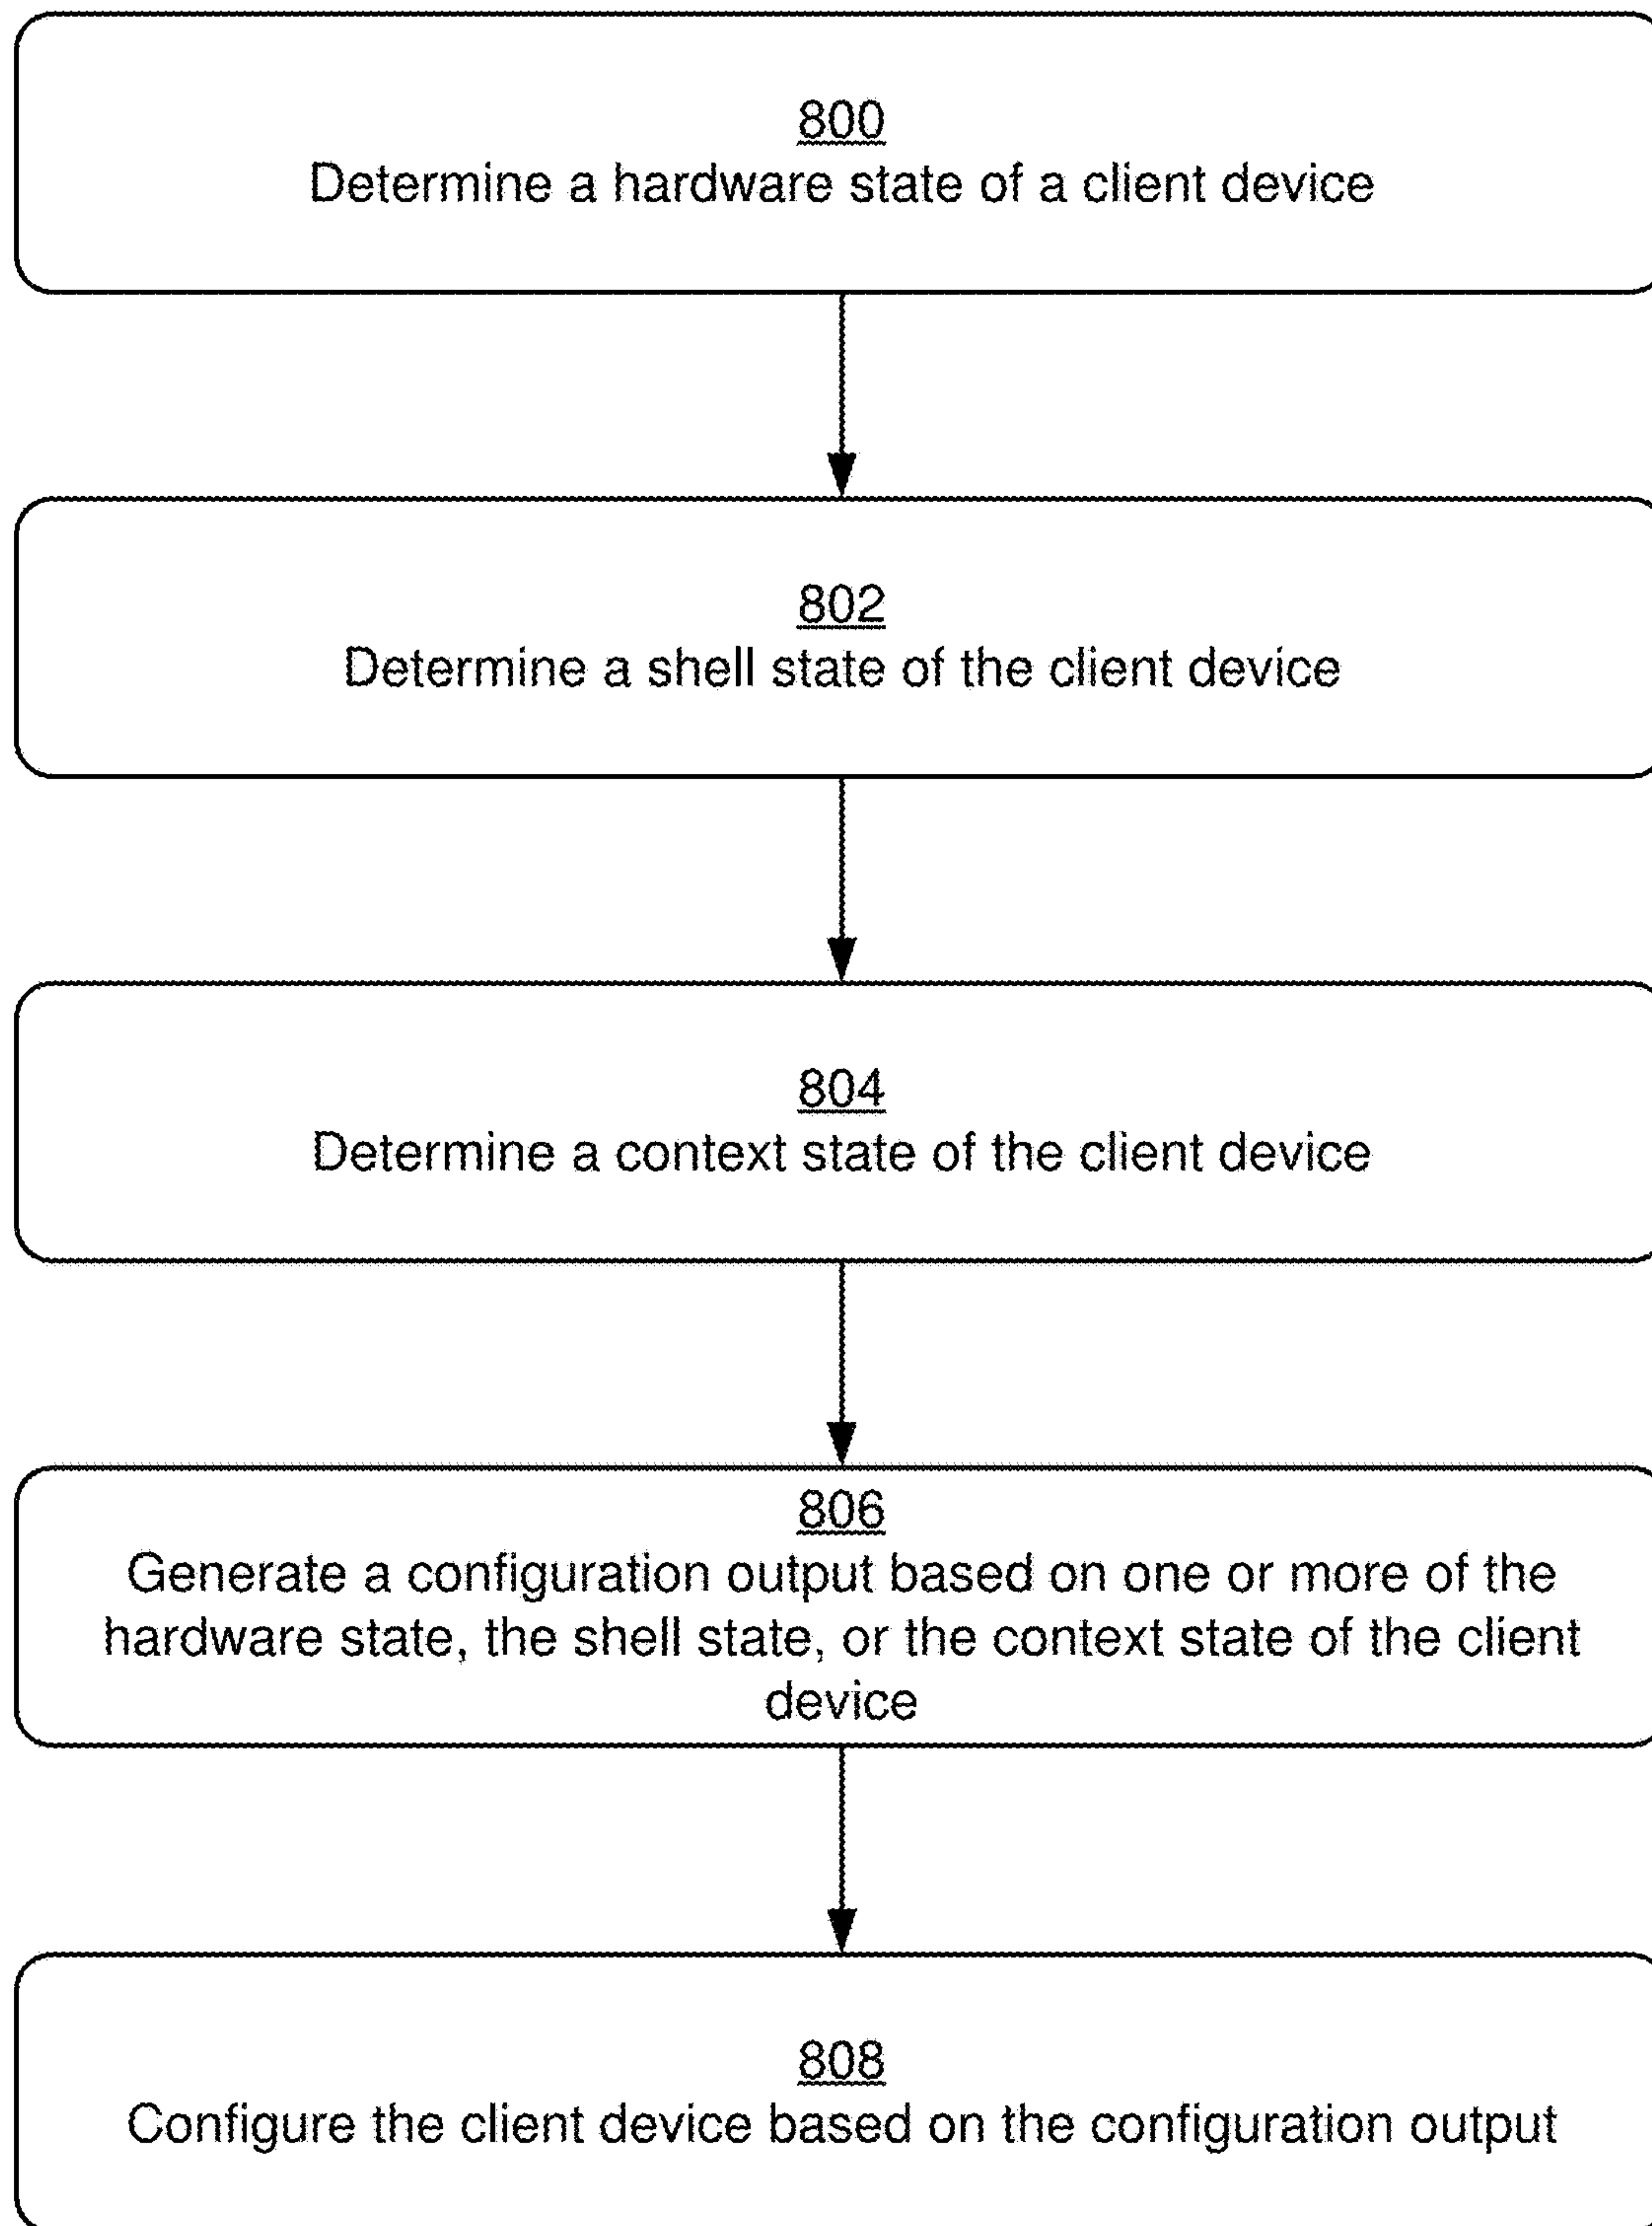 800
Determine a hardware state of a client device
802
Determine a shell state of the client device
804
Determine a context state of the client device
806
Generate a configuration output based on one or more of the
hardware state, the shell state, or the context state of the client
device
808
Configure the client device based on the configuration output